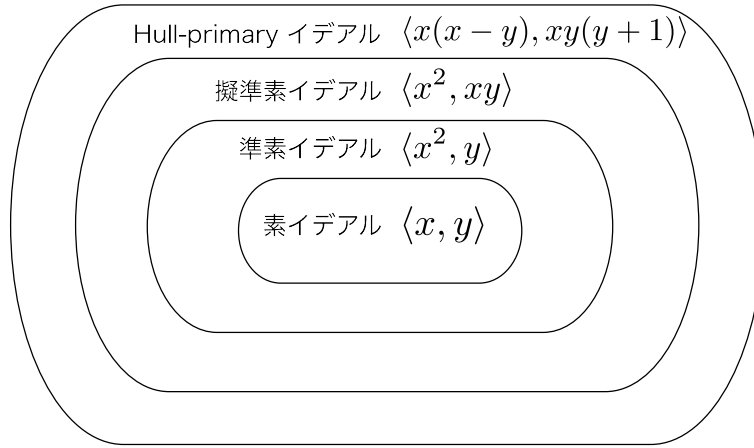 Hull-primary イデアル ⟨x(x − y), xy(y + 1)⟩
擬準素イデアル ⟨x², xy⟩
準素イデアル ⟨x², y⟩
素イデアル ⟨x, y⟩